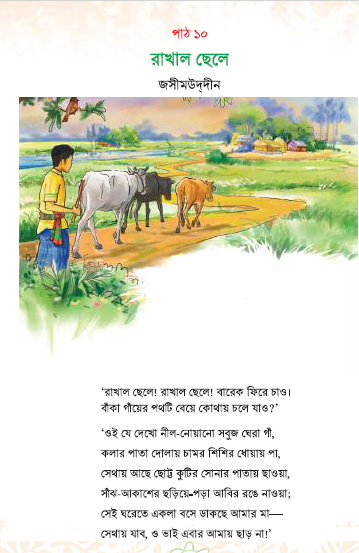 পাঠ ১০
রাখাল ছেলে
জসীমউদ্‌দীন
‘রাখাল ছেলে! রাখাল ছেলে! বারেক ফিরে চাও।
বাঁকা গাঁয়ের পথটি বেয়ে কোথায় চলে যাও?’
‘ওই যে দেখো নীল-নোয়ানো সবুজ ঘেরা গাঁ,
কলার পাতা দোলায় চামর শিশির ধোয়ায় পা,
সেথায় আছে ছোট্ট কুটির সোনার পাতায় ছাওয়া,
সাঁঝ-আকাশের ছড়িয়ে-পড়া আবির রঙে নাওয়া;
সেই ঘরেতে একলা বসে ডাকছে আমার মা—
সেথায় যাব, ও ভাই এবার আমায় ছাড় না!’